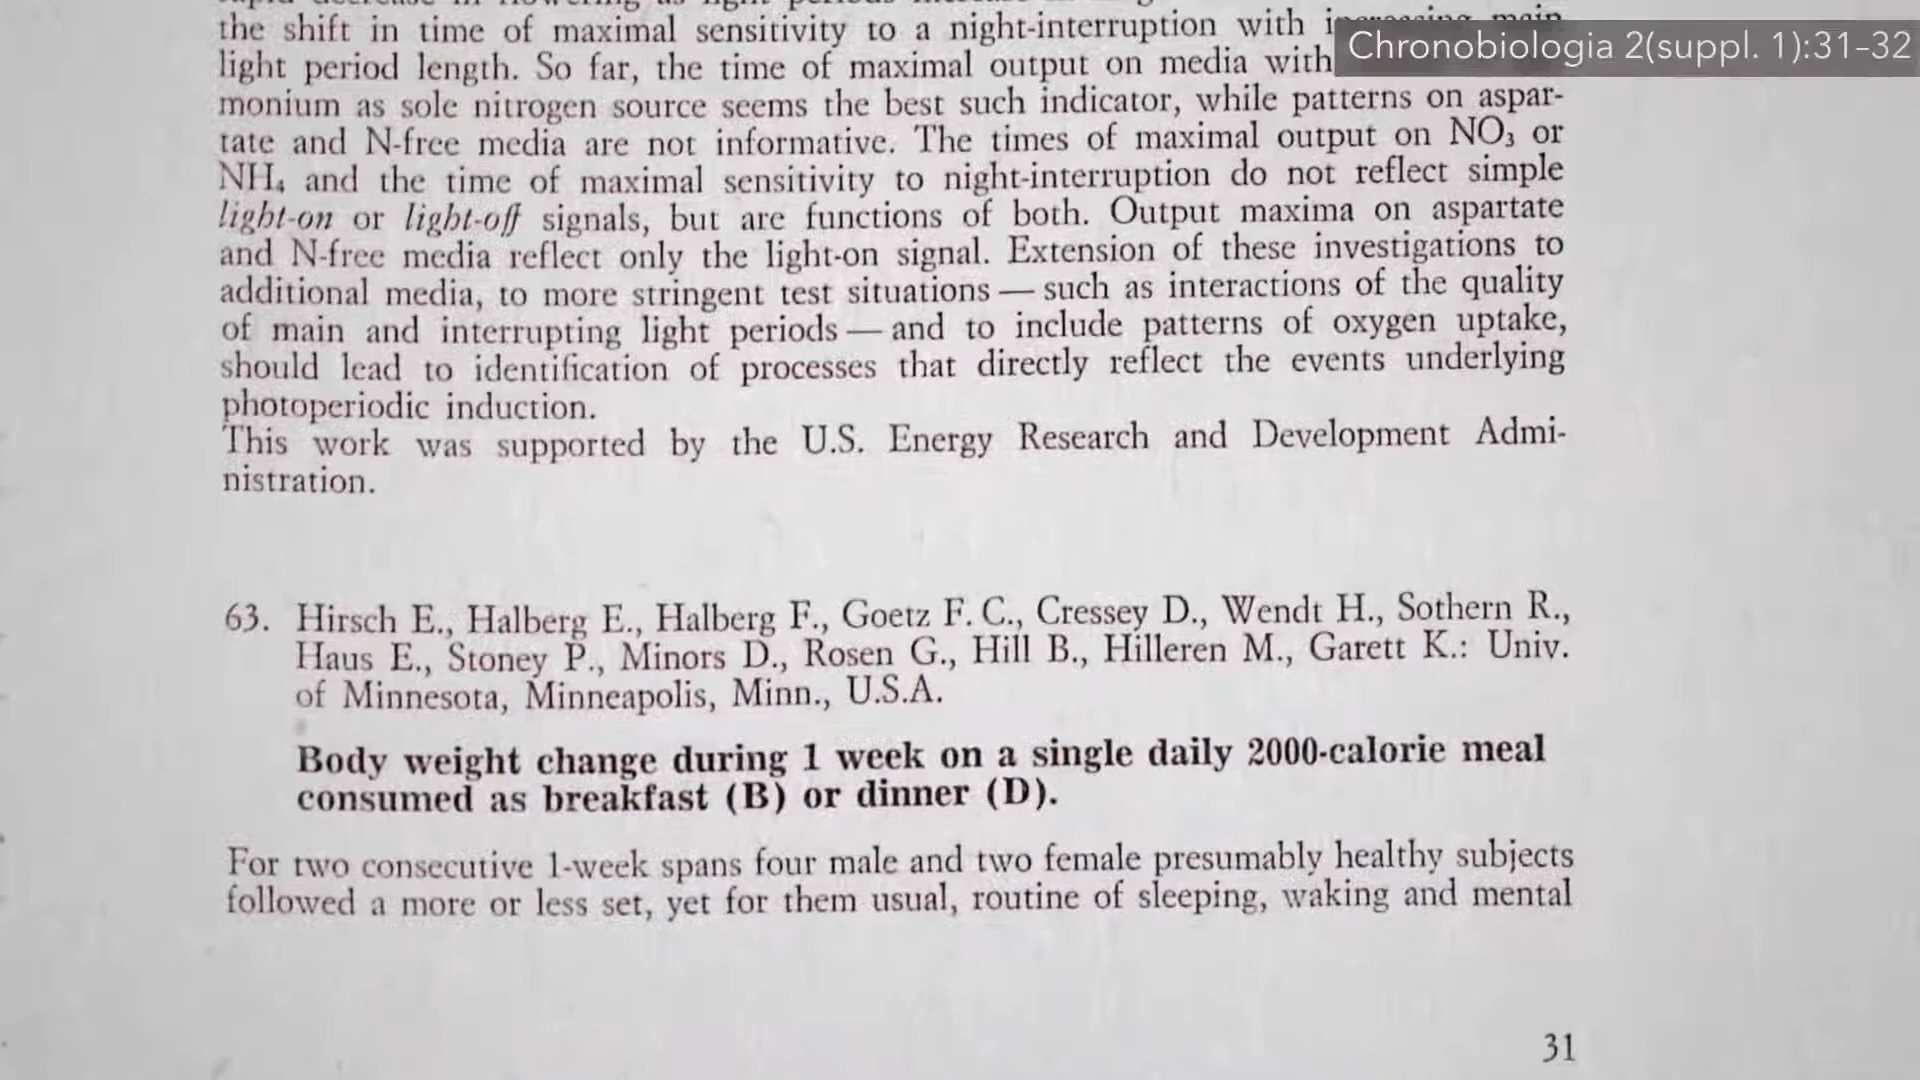 the shift in time of maximal sensitivity to a night-interruption with increasing main
Chronobiologia 2(suppl. 1):31-32
light period length. So far, the time of maximal output on media with
monium as sole nitrogen source seems the best such indicator, while patterns on aspar-
tate and N-free media are not informative. The times of maximal output on NO₃ or
NH₄ and the time of maximal sensitivity to night-interruption do not reflect simple
light-on or light-off signals, but are functions of both. Output maxima on aspartate
and N-free media reflect only the light-on signal. Extension of these investigations to
additional media, to more stringent test situations — such as interactions of the quality
of main and interrupting light periods — and to include patterns of oxygen uptake,
should lead to identification of processes that directly reflect the events underlying
photoperiodic induction.
This work was supported by the U.S. Energy Research and Development Admi-
nistration.
63. Hirsch E., Halberg E., Halberg F., Goetz F. C., Cressey D., Wendt H., Sothern R.,
Haus E., Stoney P., Minors D., Rosen G., Hill B., Hilleren M., Garett K.: Univ.
of Minnesota, Minneapolis, Minn., U.S.A.
Body weight change during 1 week on a single daily 2000-calorie meal
consumed as breakfast (B) or dinner (D).
For two consecutive 1-week spans four male and two female presumably healthy subjects
followed a more or less set, yet for them usual, routine of sleeping, waking and mental
31